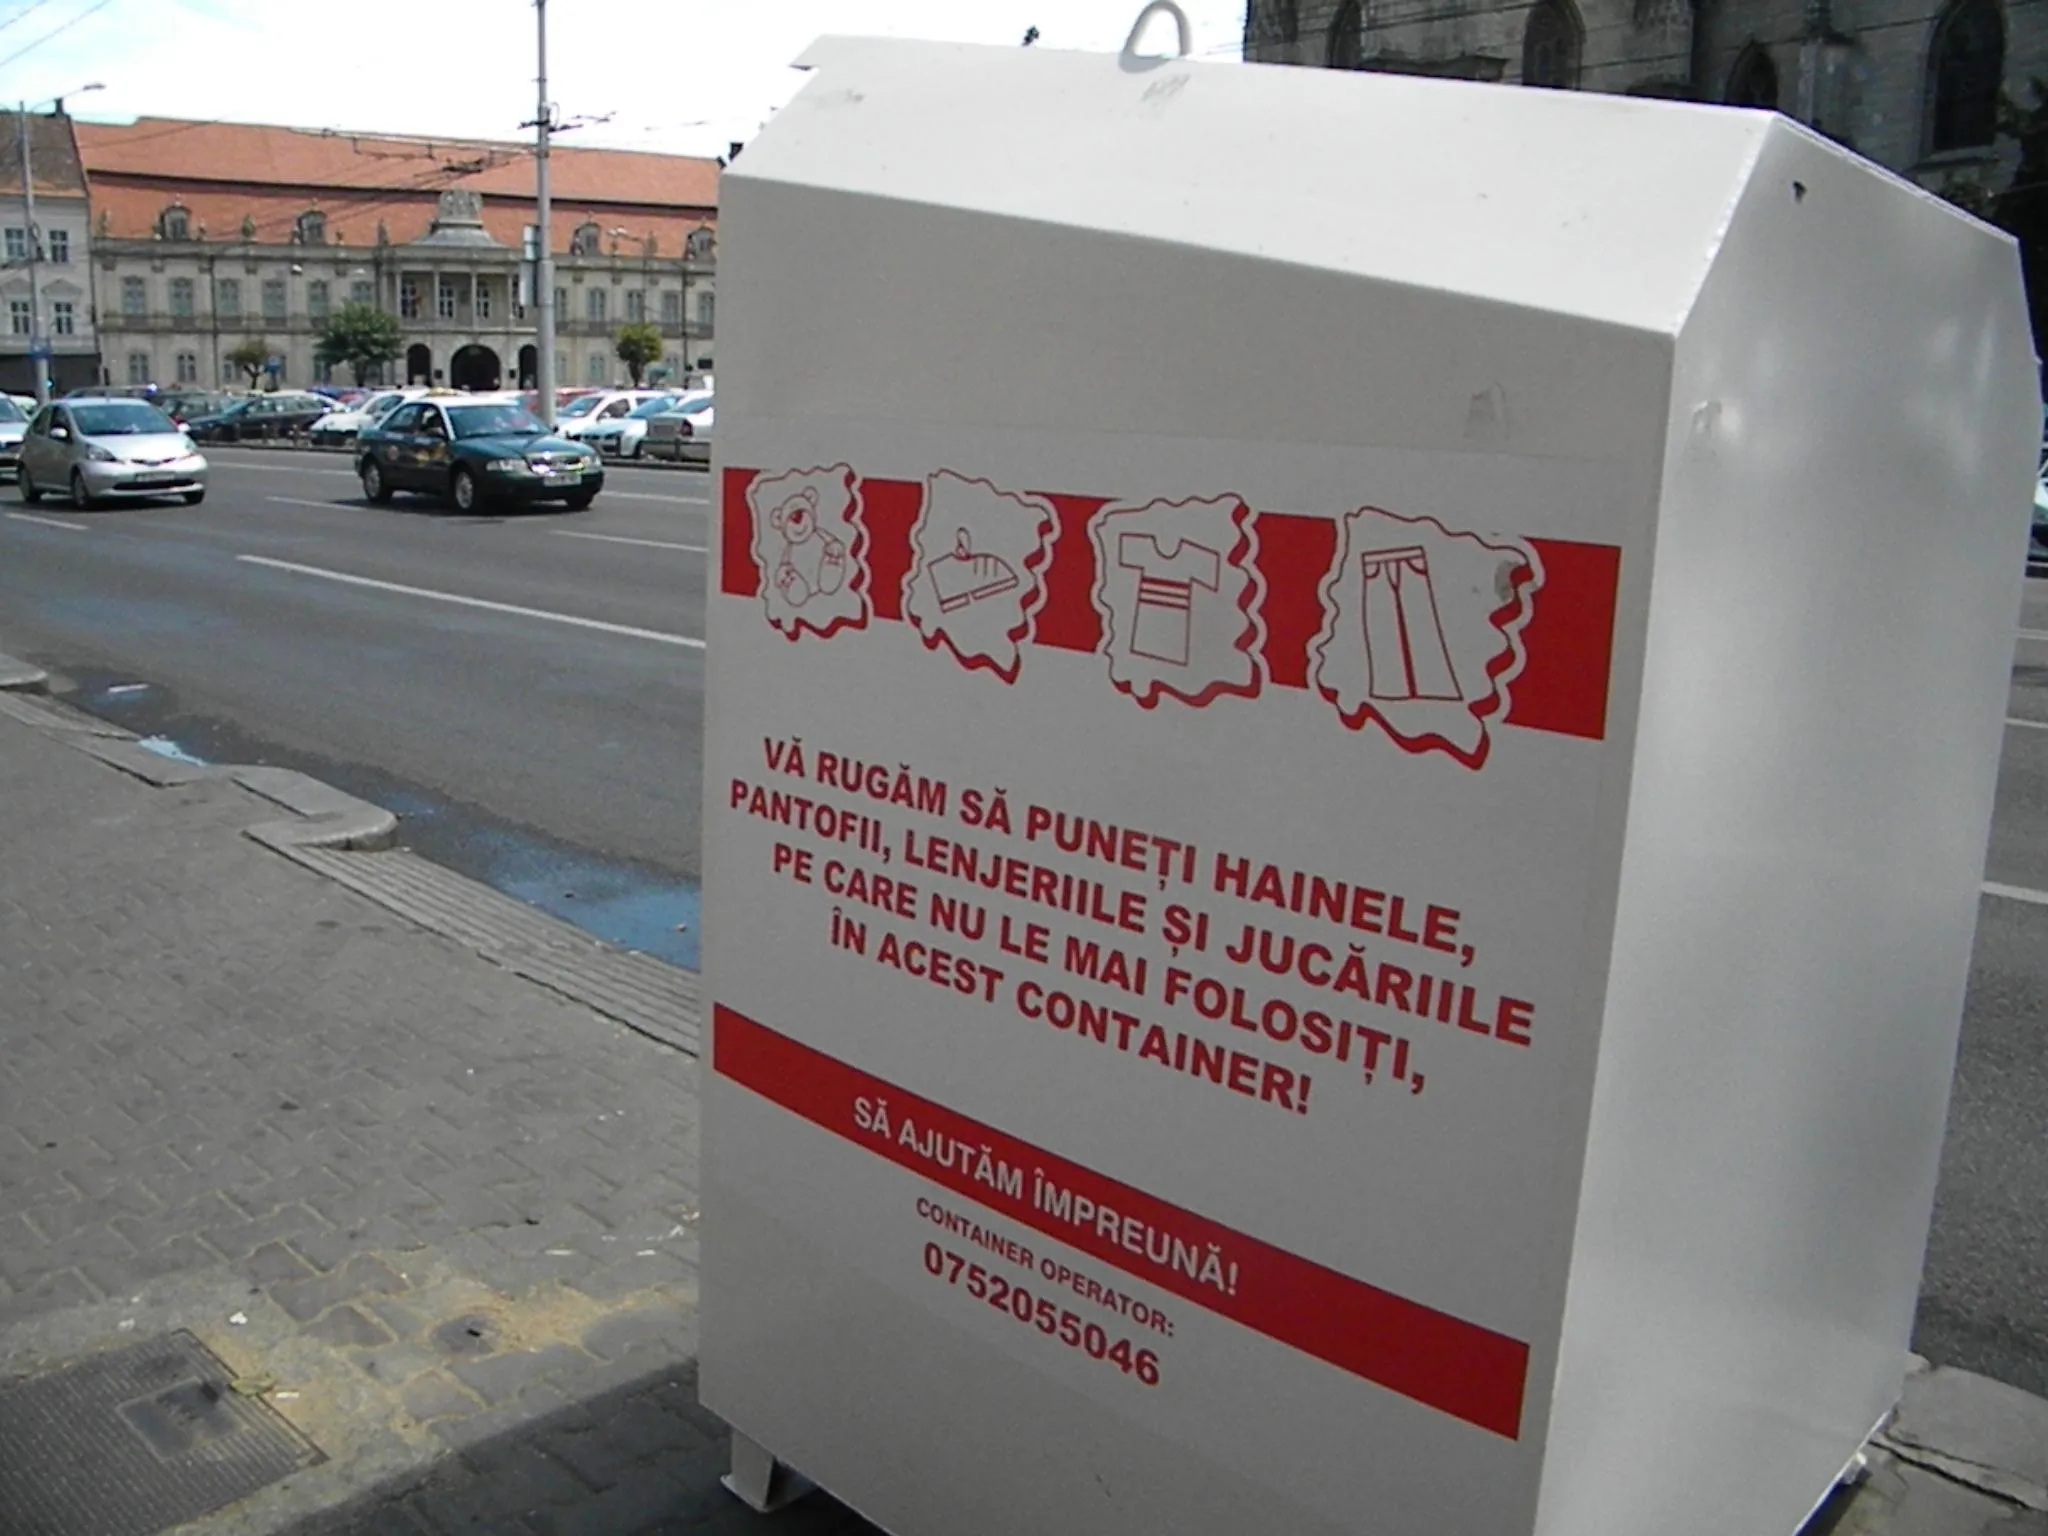 VĂ RUGĂM SĂ PUNEȚI HAINELE,
PANTOFII, LENJERIILE ȘI JUCĂRIILE
PE CARE NU LE MAI FOLOSIȚI,
ÎN ACEST CONTAINER!
SĂ AJUTĂM ÎMPREUNĂ!
CONTAINER OPERATOR:
0752055046